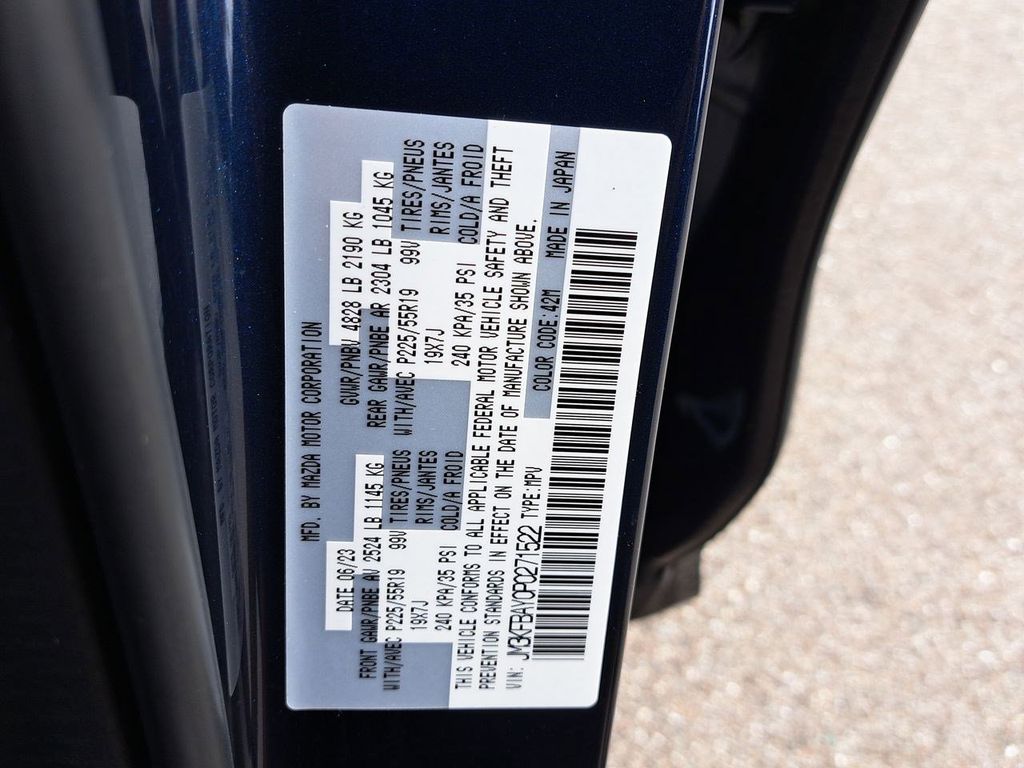 MFD. BY MAZDA MOTOR CORPORATION
DATE 06/23 GVWR/PNBV 4828 LB 2190 KG
FRONT GAWR/PNBE AV 2524 LB 1145 KG REAR GAWR/PNBE AR 2304 LB 1045 KG
WITH/AVEC P225/55R19 99V TIRES/PNEUS WITH/AVEC P225/55R19 99V TIRES/PNEUS
19X7J RIMS/JANTES 19X7J RIMS/JANTES
240 KPA/35 PSI COLD/A FROID 240 KPA/35 PSI COLD/A FROID
THIS VEHICLE CONFORMS TO ALL APPLICABLE FEDERAL MOTOR VEHICLE SAFETY AND THEFT
PREVENTION STANDARDS IN EFFECT ON THE DATE OF MANUFACTURE SHOWN ABOVE.
VIN: JM3KFBAY0P0271522 TYPE:MPV COLOR CODE:42M MADE IN JAPAN